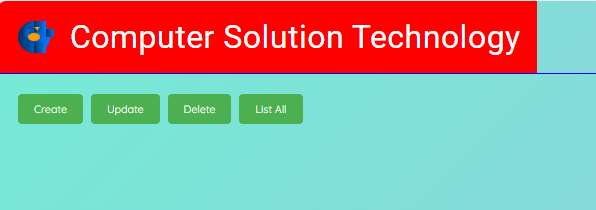 Computer Solution Technology
Create Update Delete List All